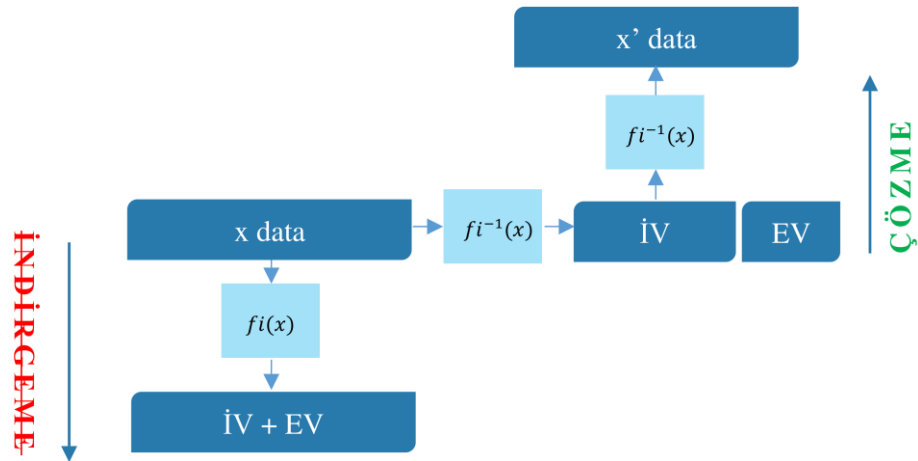 x’ data
fi⁻¹(x)
ÇÖZME
x data
fi⁻¹(x)
İV
EV
İNDİRGEME
fi(x)
İV + EV